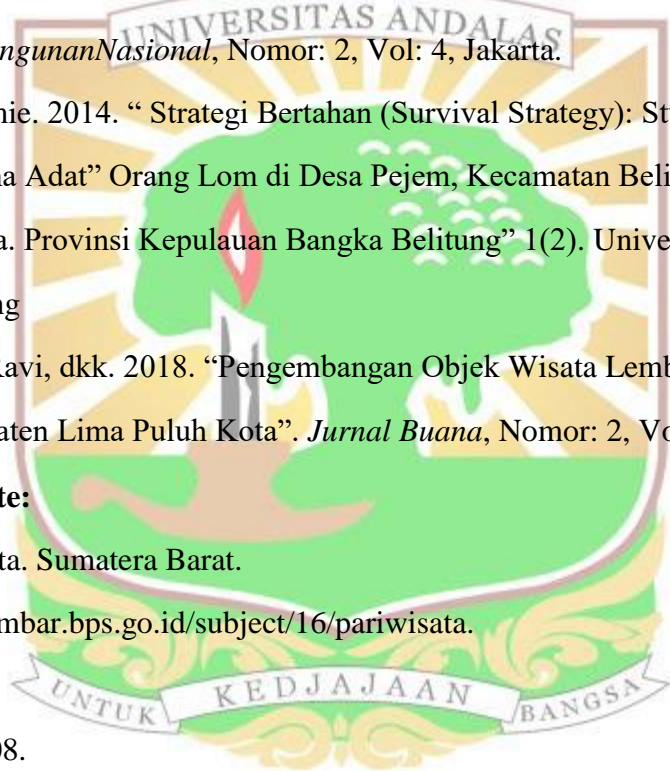 UNIVERSITAS ANDALAS
ngunanNasional, Nomor: 2, Vol: 4, Jakarta.
nie. 2014. “ Strategi Bertahan (Survival Strategy): St
na Adat” Orang Lom di Desa Pejem, Kecamatan Beli
a. Provinsi Kepulauan Bangka Belitung” 1(2). Unive
ng
Ravi, dkk. 2018. “Pengembangan Objek Wisata Lemb
aten Lima Puluh Kota”. Jurnal Buana, Nomor: 2, Vo
te:
ta. Sumatera Barat.
mbar.bps.go.id/subject/16/pariwisata.
UNTUK KEDJAJAAN BANGSA
08.